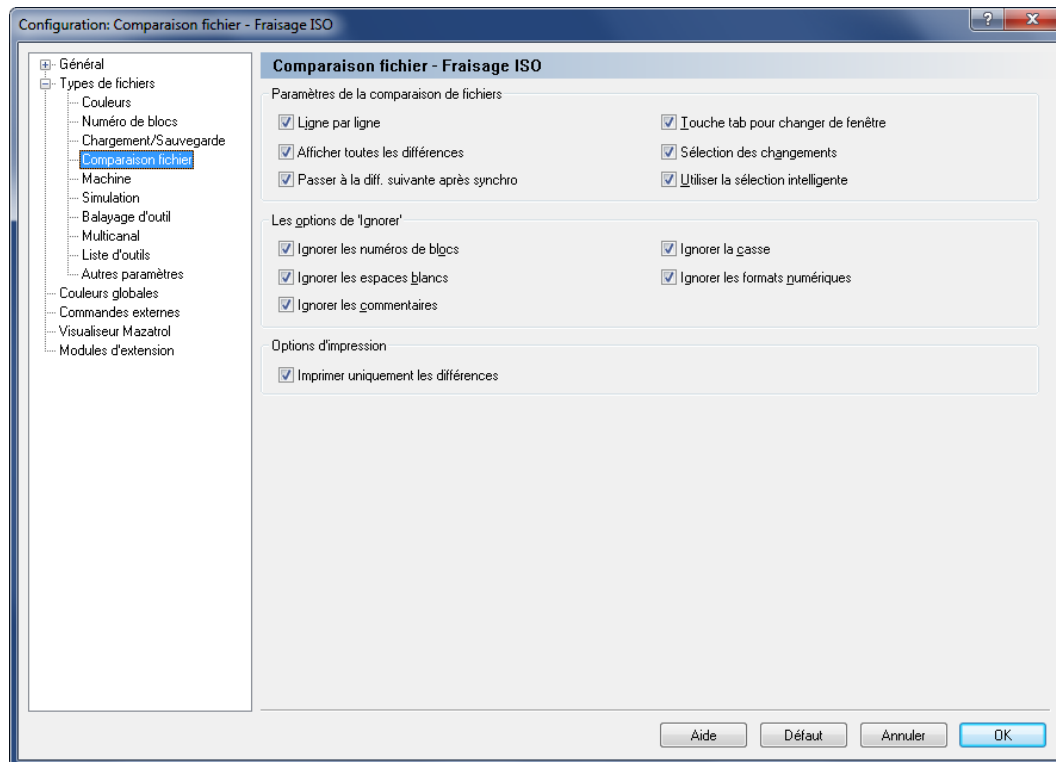 Configuration: Comparaison fichier - Fraisage ISO
Général
Types de fichiers
Couleurs
Numéro de blocs
Chargement/Sauvegarde
Comparaison fichier
Machine
Simulation
Balayage d'outil
Multicanal
Liste d'outils
Autres paramètres
Couleurs globales
Commandes externes
Visualiseur Mazatrol
Modules d'extension
Comparaison fichier - Fraisage ISO
Paramètres de la comparaison de fichiers
Ligne par ligne
Touche tab pour changer de fenêtre
Afficher toutes les différences
Sélection des changements
Passer à la diff. suivante après synchro
Utiliser la sélection intelligente
Les options de 'Ignorer'
Ignorer les numéros de blocs
Ignorer la casse
Ignorer les espaces blancs
Ignorer les formats numériques
Ignorer les commentaires
Options d'impression
Imprimer uniquement les différences
Aide
Défaut
Annuler
OK